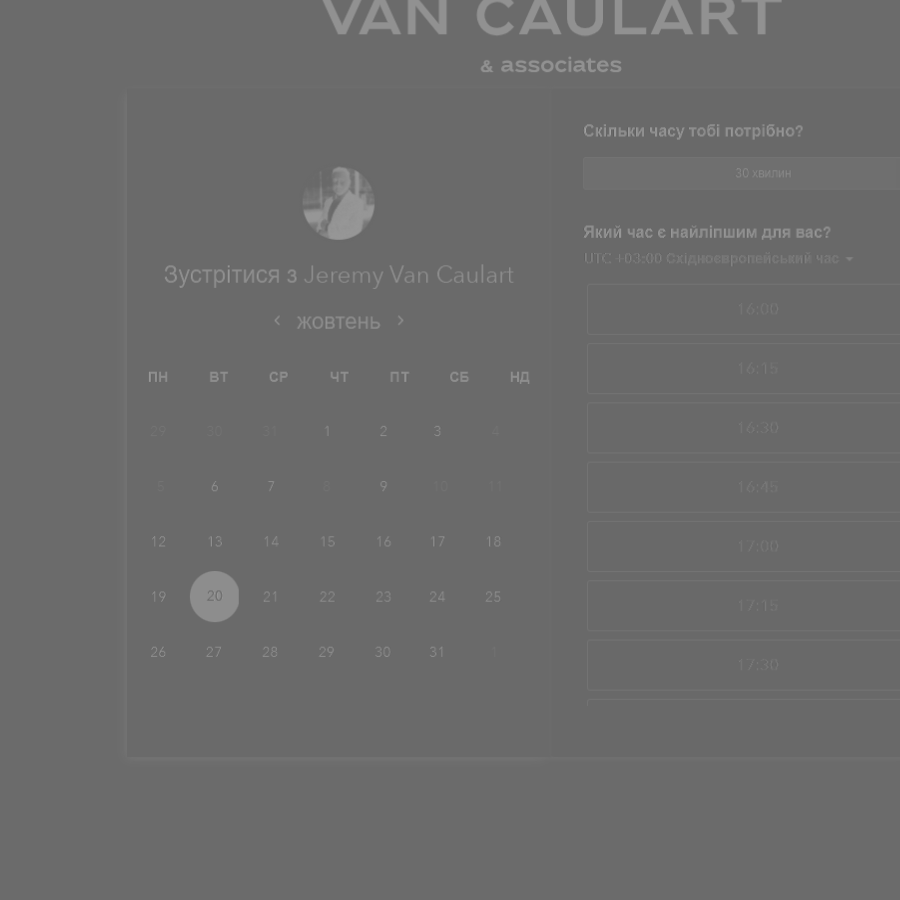 VAN CAULART
& associates
Зустрітися з Jeremy Van Caulart
жовтень
ПН ВТ СР ЧТ ПТ СБ НД
29 30 31 1 2 3 4
5 6 7 8 9 10 11
12 13 14 15 16 17 18
19 20 21 22 23 24 25
26 27 28 29 30 31
Скільки часу тобі потрібно?
30 хвилин
Який час є найліпшим для вас?
UTC +03:00 Східноєвропейський час
16:00
16:15
16:30
16:45
17:00
17:15
17:30